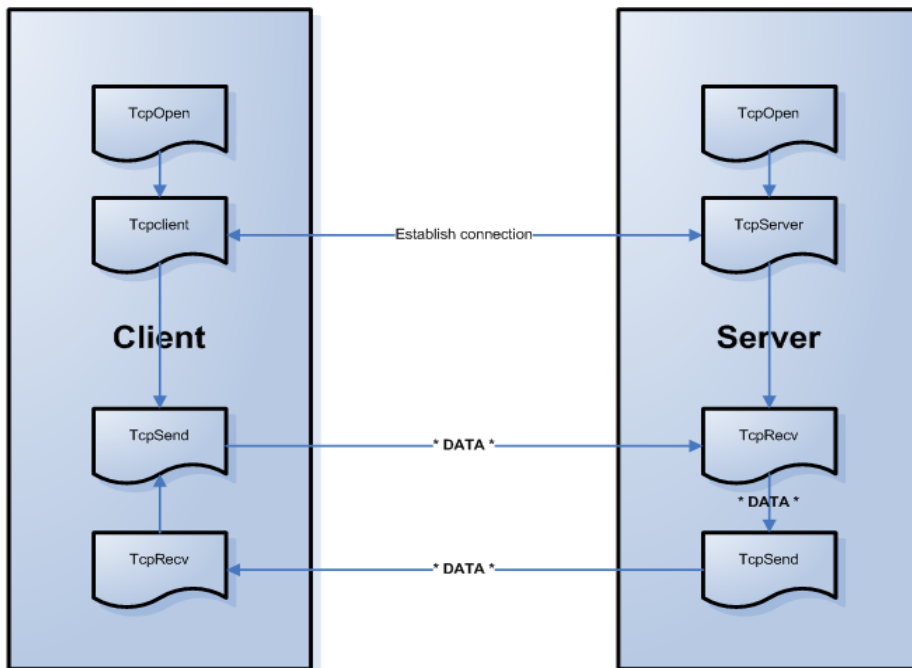 TcpOpen
TcpOpen
Tcpclient
Establish connection
TcpServer
Client
Server
TcpSend
* DATA *
TcpRecv
* DATA *
TcpRecv
* DATA *
TcpSend